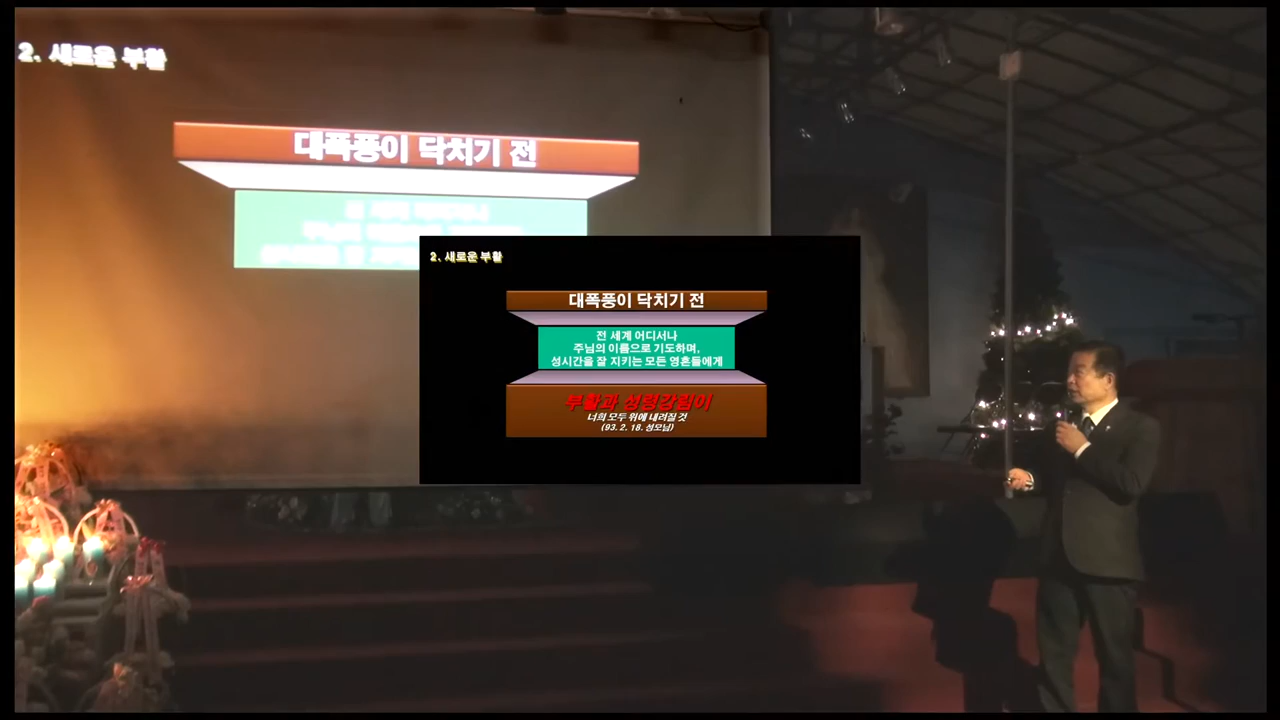 2. 새로운 부활
대폭풍이 닥치기 전
2. 새로운 부활
대폭풍이 닥치기 전
전 세계 어디서나
주님의 이름으로 기도하며,
성시간을 잘 지키는 모든 영혼들에게
부활과 성령강림이
너희 모두 위에 내려질 것
(93. 2. 18. 성모님)